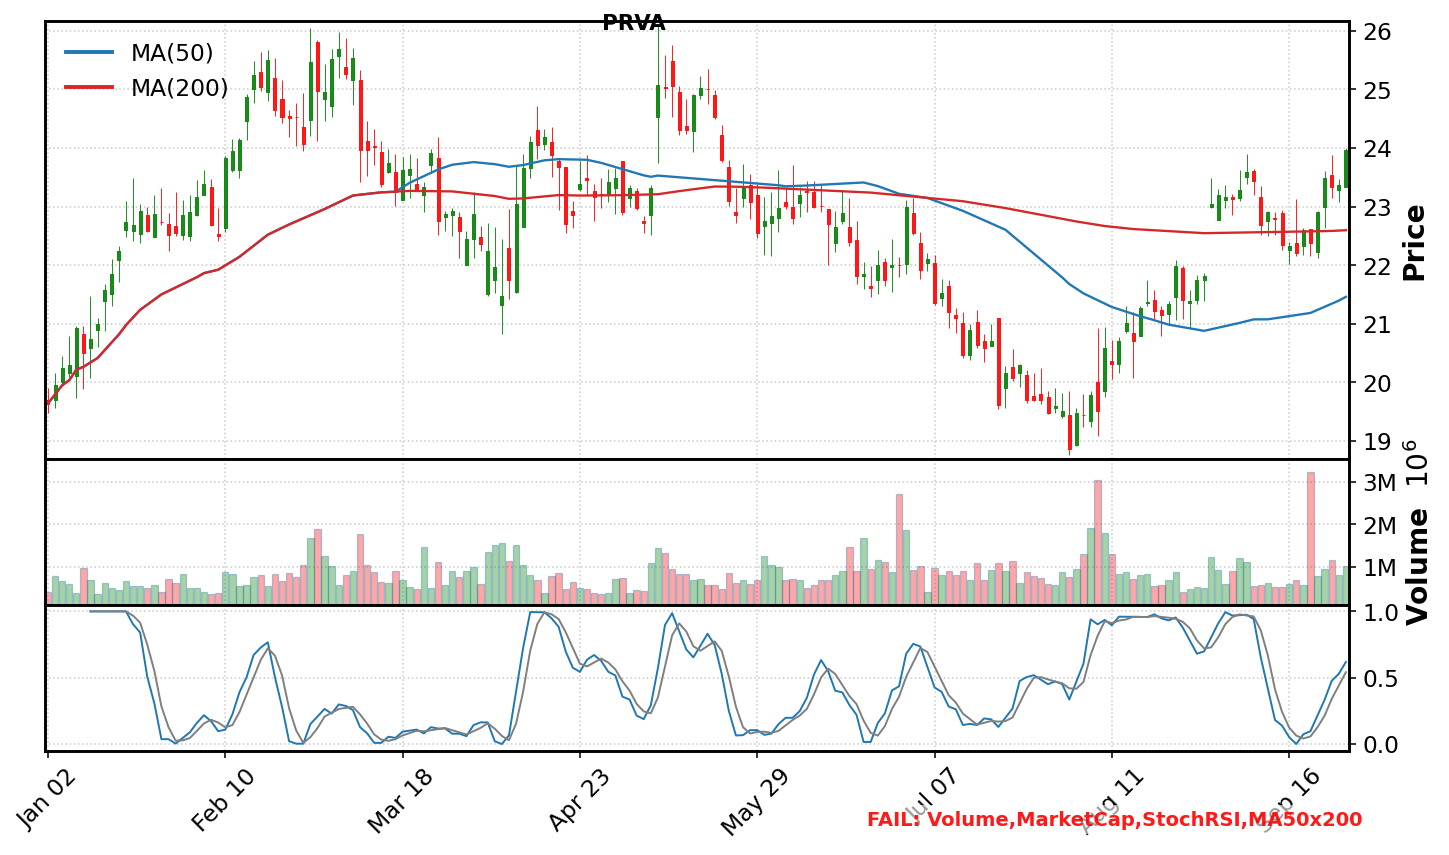 PRVA
MA(50)
MA(200)
26
25
24
23
22
21
20
19
Price
3M
2M
1M
Volume 10^6
1.0
0.5
0.0
Jan 02
Feb 10
Mar 18
Apr 23
May 29
Jul 07
Aug 11
Sep 16
FAIL: Volume,MarketCap,StochRSI,MA50x200